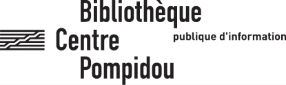 Bibliothèque
Centre publique d'information
Pompidou